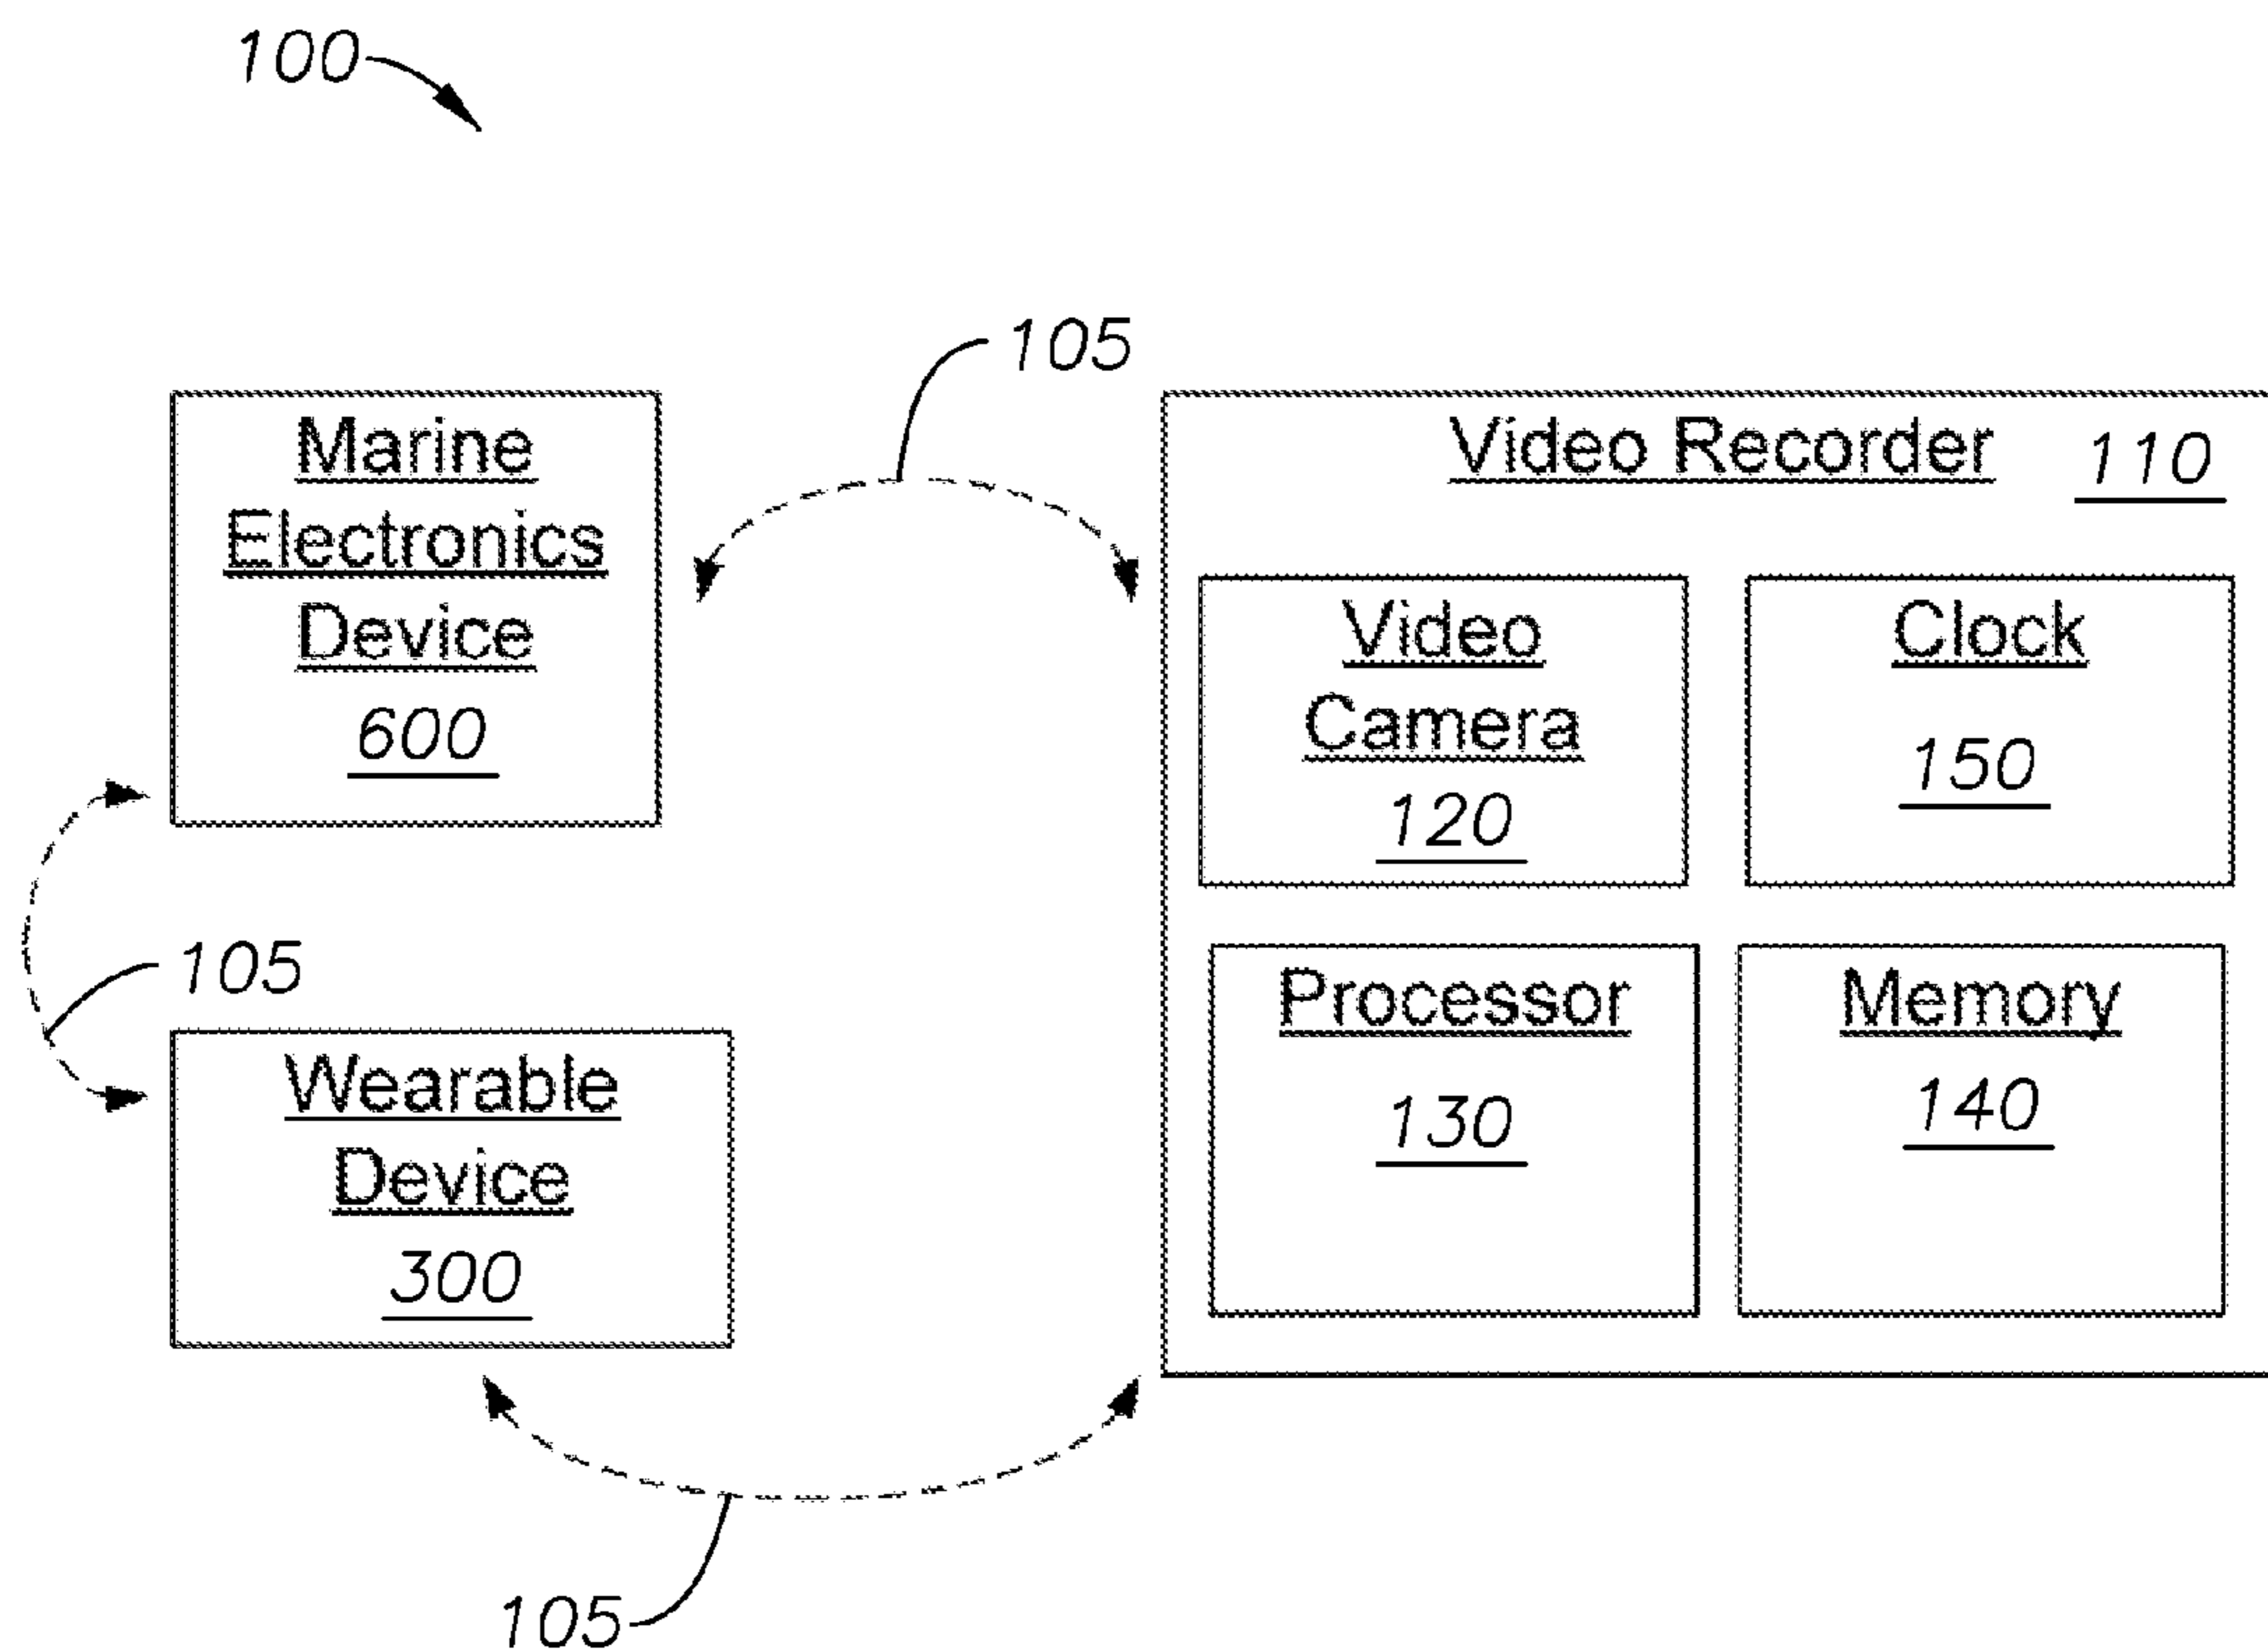 100
105
Marine
Electronics
Device
600
Video Recorder 110
Video
Camera
120
Clock
150
105
Wearable
Device
300
Processor
130
Memory
140
105